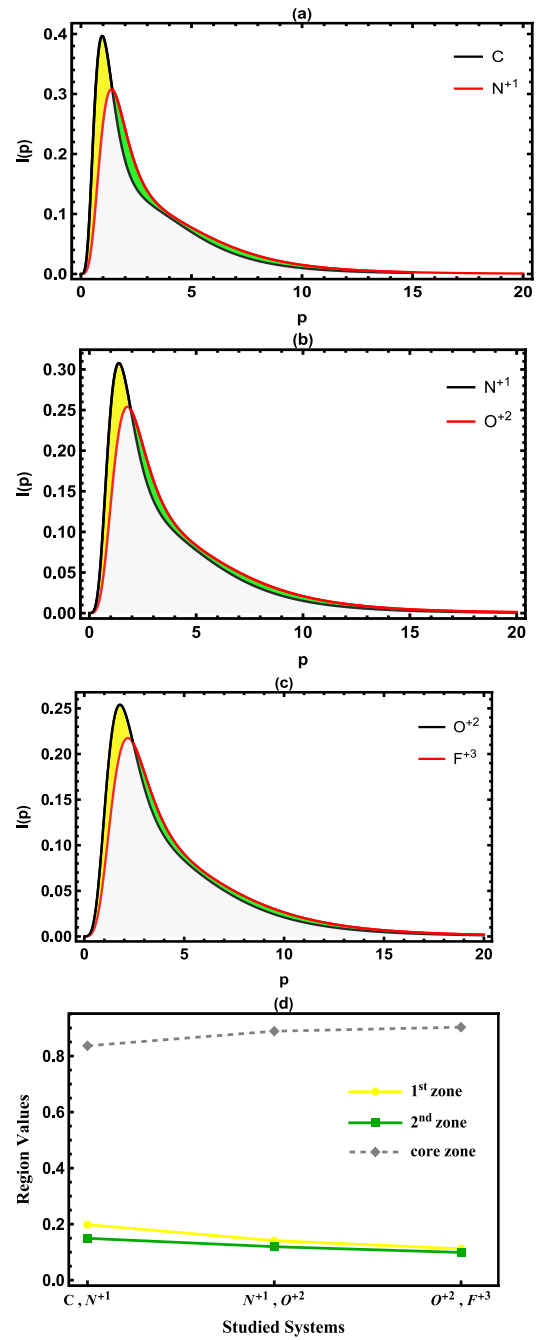 (a)
0.4
0.3
0.2
0.1
0.0
I(p)
C
N+1
0 5 10 15 20
p
(b)
0.30
0.25
0.20
0.15
0.10
0.05
0.00
I(p)
N+1
O+2
0 5 10 15 20
p
(c)
0.25
0.20
0.15
0.10
0.05
0.00
I(p)
O+2
F+3
0 5 10 15 20
p
(d)
0.8
0.6
0.4
0.2
0.0
Region Values
1st zone
2nd zone
core zone
C , N+1 N+1 , O+2 O+2 , F+3
Studied Systems